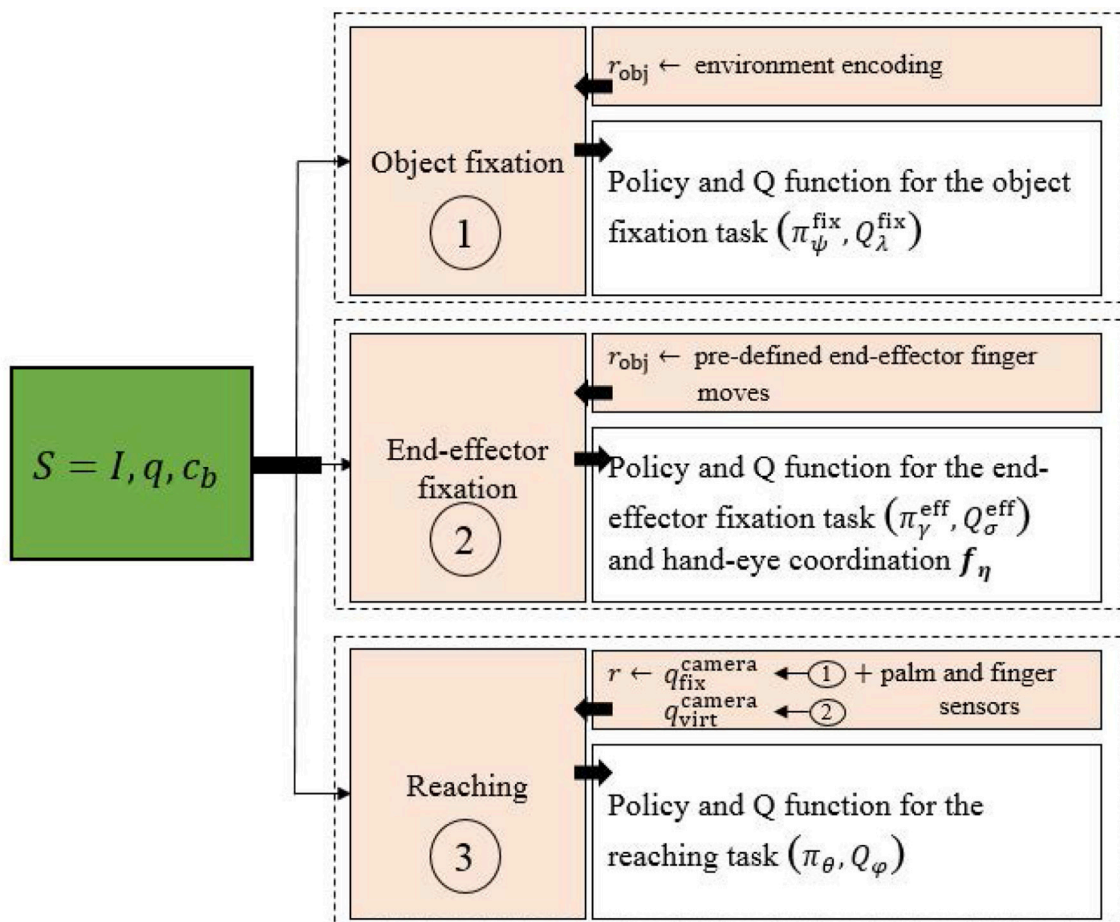 S = I, q, c_b
Object fixation
1
r_obj ← environment encoding
Policy and Q function for the object
fixation task (π_ψ^fix, Q_λ^fix)
End-effector
fixation
2
r_obj ← pre-defined end-effector finger
moves
Policy and Q function for the end-
effector fixation task (π_γ^eff, Q_σ^eff)
and hand-eye coordination f_η
Reaching
3
r ← q_fix^camera ← 1 + palm and finger
q_virt^camera ← 2 sensors
Policy and Q function for the
reaching task (π_θ, Q_φ)